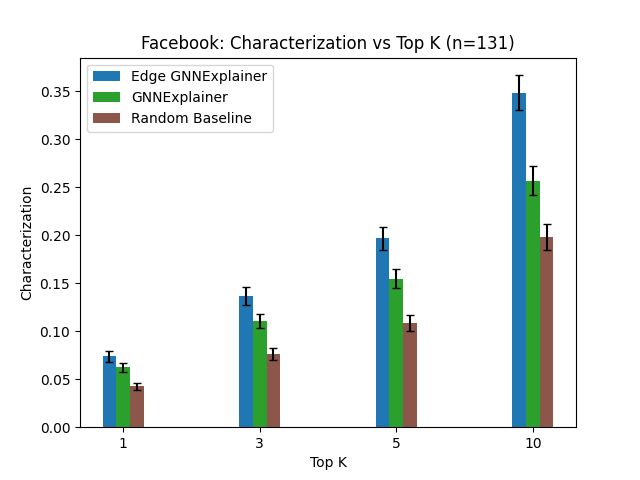 Facebook: Characterization vs Top K (n=131)
Edge GNNExplainer
GNNExplainer
Random Baseline
Characterization
0.35
0.30
0.25
0.20
0.15
0.10
0.05
0.00
1 3 5 10
Top K